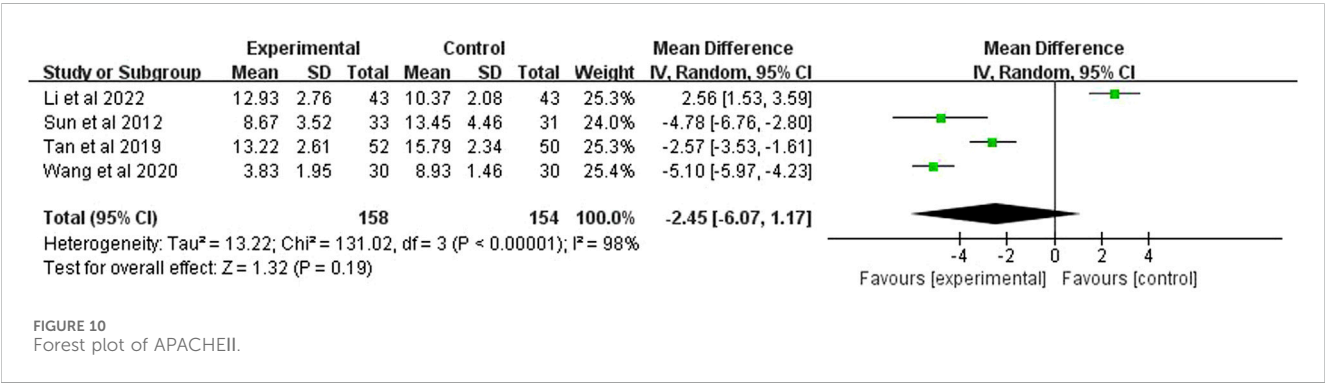 Experimental Control Mean Difference Mean Difference
Study or Subgroup Mean SD Total Mean SD Total Weight IV, Random, 95% CI IV, Random, 95% CI
Li et al 2022 12.93 2.76 43 10.37 2.08 43 25.3% 2.56 [1.53, 3.59]
Sun et al 2012 8.67 3.52 33 13.45 4.46 31 24.0% -4.78 [-6.76, -2.80]
Tan et al 2019 13.22 2.61 52 15.79 2.34 50 25.3% -2.57 [-3.53, -1.61]
Wang et al 2020 3.83 1.95 30 8.93 1.46 30 25.4% -5.10 [-5.97, -4.23]
Total (95% CI) 158 154 100.0% -2.45 [-6.07, 1.17]
Heterogeneity: Tau² = 13.22; Chi² = 131.02, df = 3 (P < 0.00001); I² = 98%
Test for overall effect: Z = 1.32 (P = 0.19)
-4 -2 0 2 4
Favours [experimental] Favours [control]
FIGURE 10
Forest plot of APACHEII.